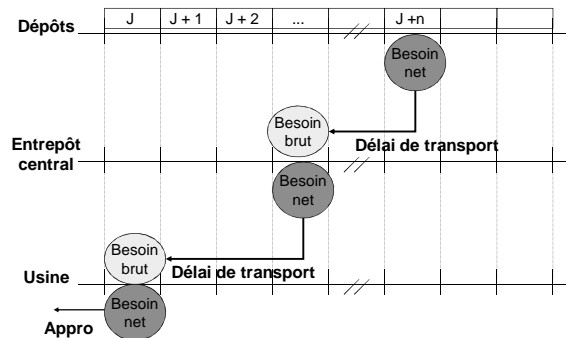 Dépôts
J J + 1 J + 2 ... J +n
Besoin
net
Besoin
brut
Délai de transport
Entrepôt
central
Besoin
net
Besoin
brut
Délai de transport
Usine
Besoin
net
Appro